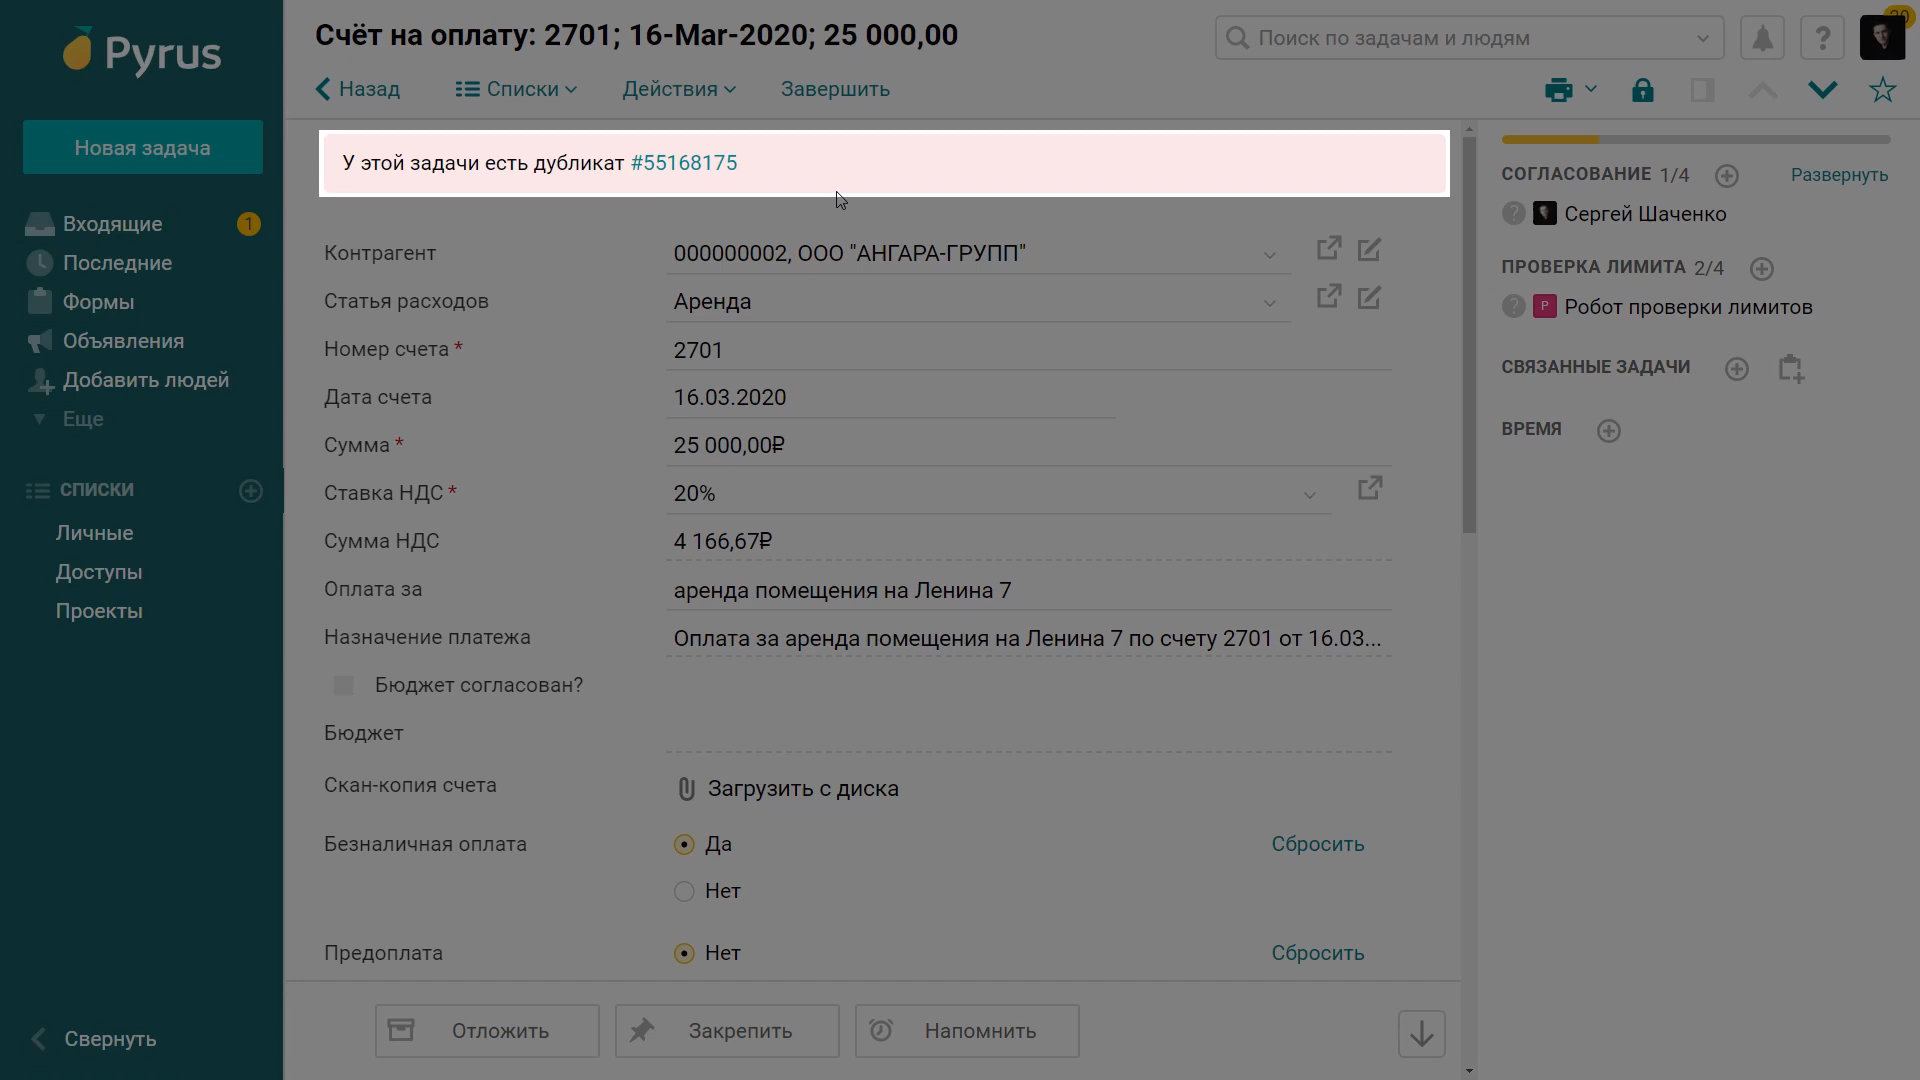 Pyrus
Новая задача
Входящие 1
Последние
Формы
Объявления
Добавить людей
Еще
СПИСКИ
Личные
Доступы
Проекты
Свернуть
Счёт на оплату: 2701; 16-Mar-2020; 25 000,00
Поиск по задачам и людям
?
Назад
Списки
Действия
Завершить
У этой задачи есть дубликат #55168175
Контрагент 000000002, ООО "АНГАРА-ГРУПП"
Статья расходов Аренда
Номер счета * 2701
Дата счета 16.03.2020
Сумма * 25 000,00₽
Ставка НДС * 20%
Сумма НДС 4 166,67₽
Оплата за аренда помещения на Ленина 7
Назначение платежа Оплата за аренда помещения на Ленина 7 по счету 2701 от 16.03...
Бюджет согласован?
Бюджет
Скан-копия счета Загрузить с диска
Безналичная оплата Да Сбросить
Нет
Предоплата Нет Сбросить
Отложить
Закрепить
Напомнить
СОГЛАСОВАНИЕ 1/4 Развернуть
? Сергей Шаченко
ПРОВЕРКА ЛИМИТА 2/4
? Р Робот проверки лимитов
СВЯЗАННЫЕ ЗАДАЧИ
ВРЕМЯ